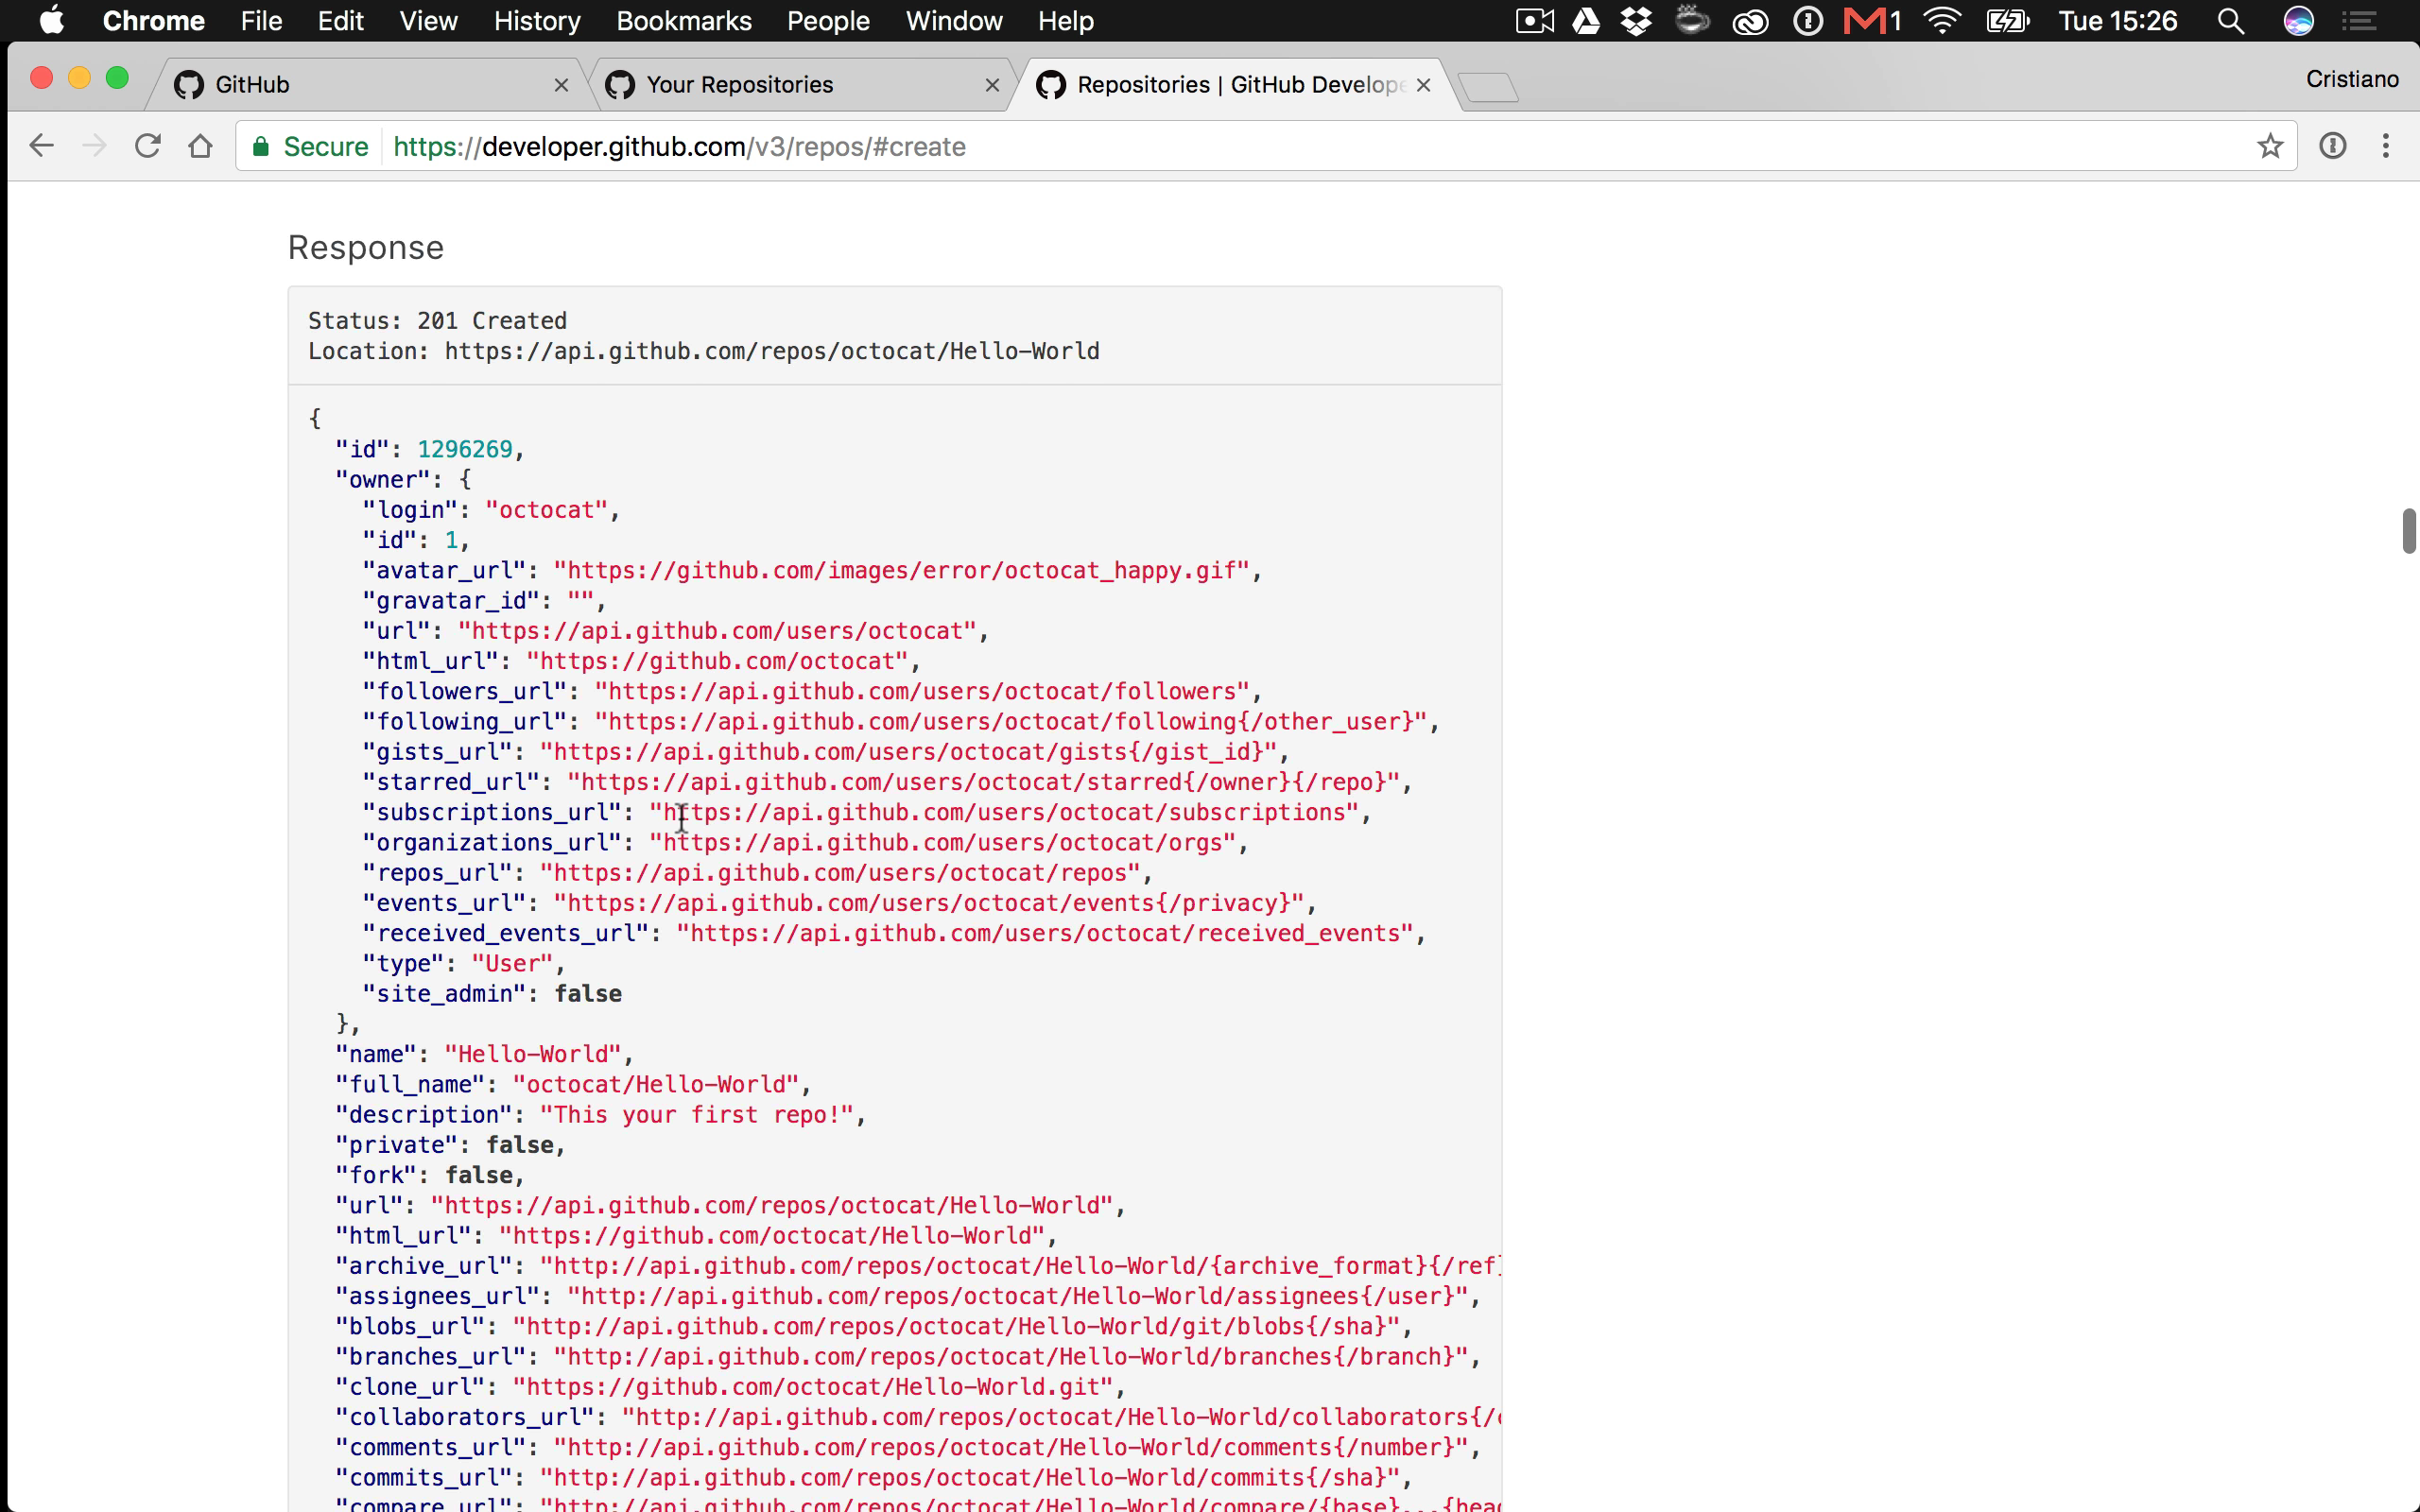 Chrome File Edit View History Bookmarks People Window Help 1 Tue 15:26
GitHub Your Repositories Repositories | GitHub Develope Cristiano
Secure https://developer.github.com/v3/repos/#create
Response
Status: 201 Created
Location: https://api.github.com/repos/octocat/Hello-World
{
"id": 1296269,
"owner": {
"login": "octocat",
"id": 1,
"avatar_url": "https://github.com/images/error/octocat_happy.gif",
"gravatar_id": "",
"url": "https://api.github.com/users/octocat",
"html_url": "https://github.com/octocat",
"followers_url": "https://api.github.com/users/octocat/followers",
"following_url": "https://api.github.com/users/octocat/following{/other_user}",
"gists_url": "https://api.github.com/users/octocat/gists{/gist_id}",
"starred_url": "https://api.github.com/users/octocat/starred{/owner}{/repo}",
"subscriptions_url": "https://api.github.com/users/octocat/subscriptions",
"organizations_url": "https://api.github.com/users/octocat/orgs",
"repos_url": "https://api.github.com/users/octocat/repos",
"events_url": "https://api.github.com/users/octocat/events{/privacy}",
"received_events_url": "https://api.github.com/users/octocat/received_events",
"type": "User",
"site_admin": false
},
"name": "Hello-World",
"full_name": "octocat/Hello-World",
"description": "This your first repo!",
"private": false,
"fork": false,
"url": "https://api.github.com/repos/octocat/Hello-World",
"html_url": "https://github.com/octocat/Hello-World",
"archive_url": "http://api.github.com/repos/octocat/Hello-World/{archive_format}{/ref}
"assignees_url": "http://api.github.com/repos/octocat/Hello-World/assignees{/user}",
"blobs_url": "http://api.github.com/repos/octocat/Hello-World/git/blobs{/sha}",
"branches_url": "http://api.github.com/repos/octocat/Hello-World/branches{/branch}",
"clone_url": "https://github.com/octocat/Hello-World.git",
"collaborators_url": "http://api.github.com/repos/octocat/Hello-World/collaborators{/
"comments_url": "http://api.github.com/repos/octocat/Hello-World/comments{/number}",
"commits_url": "http://api.github.com/repos/octocat/Hello-World/commits{/sha}",
"compare_url": "http://api.github.com/repos/octocat/Hello-World/compare/{base}...{hea